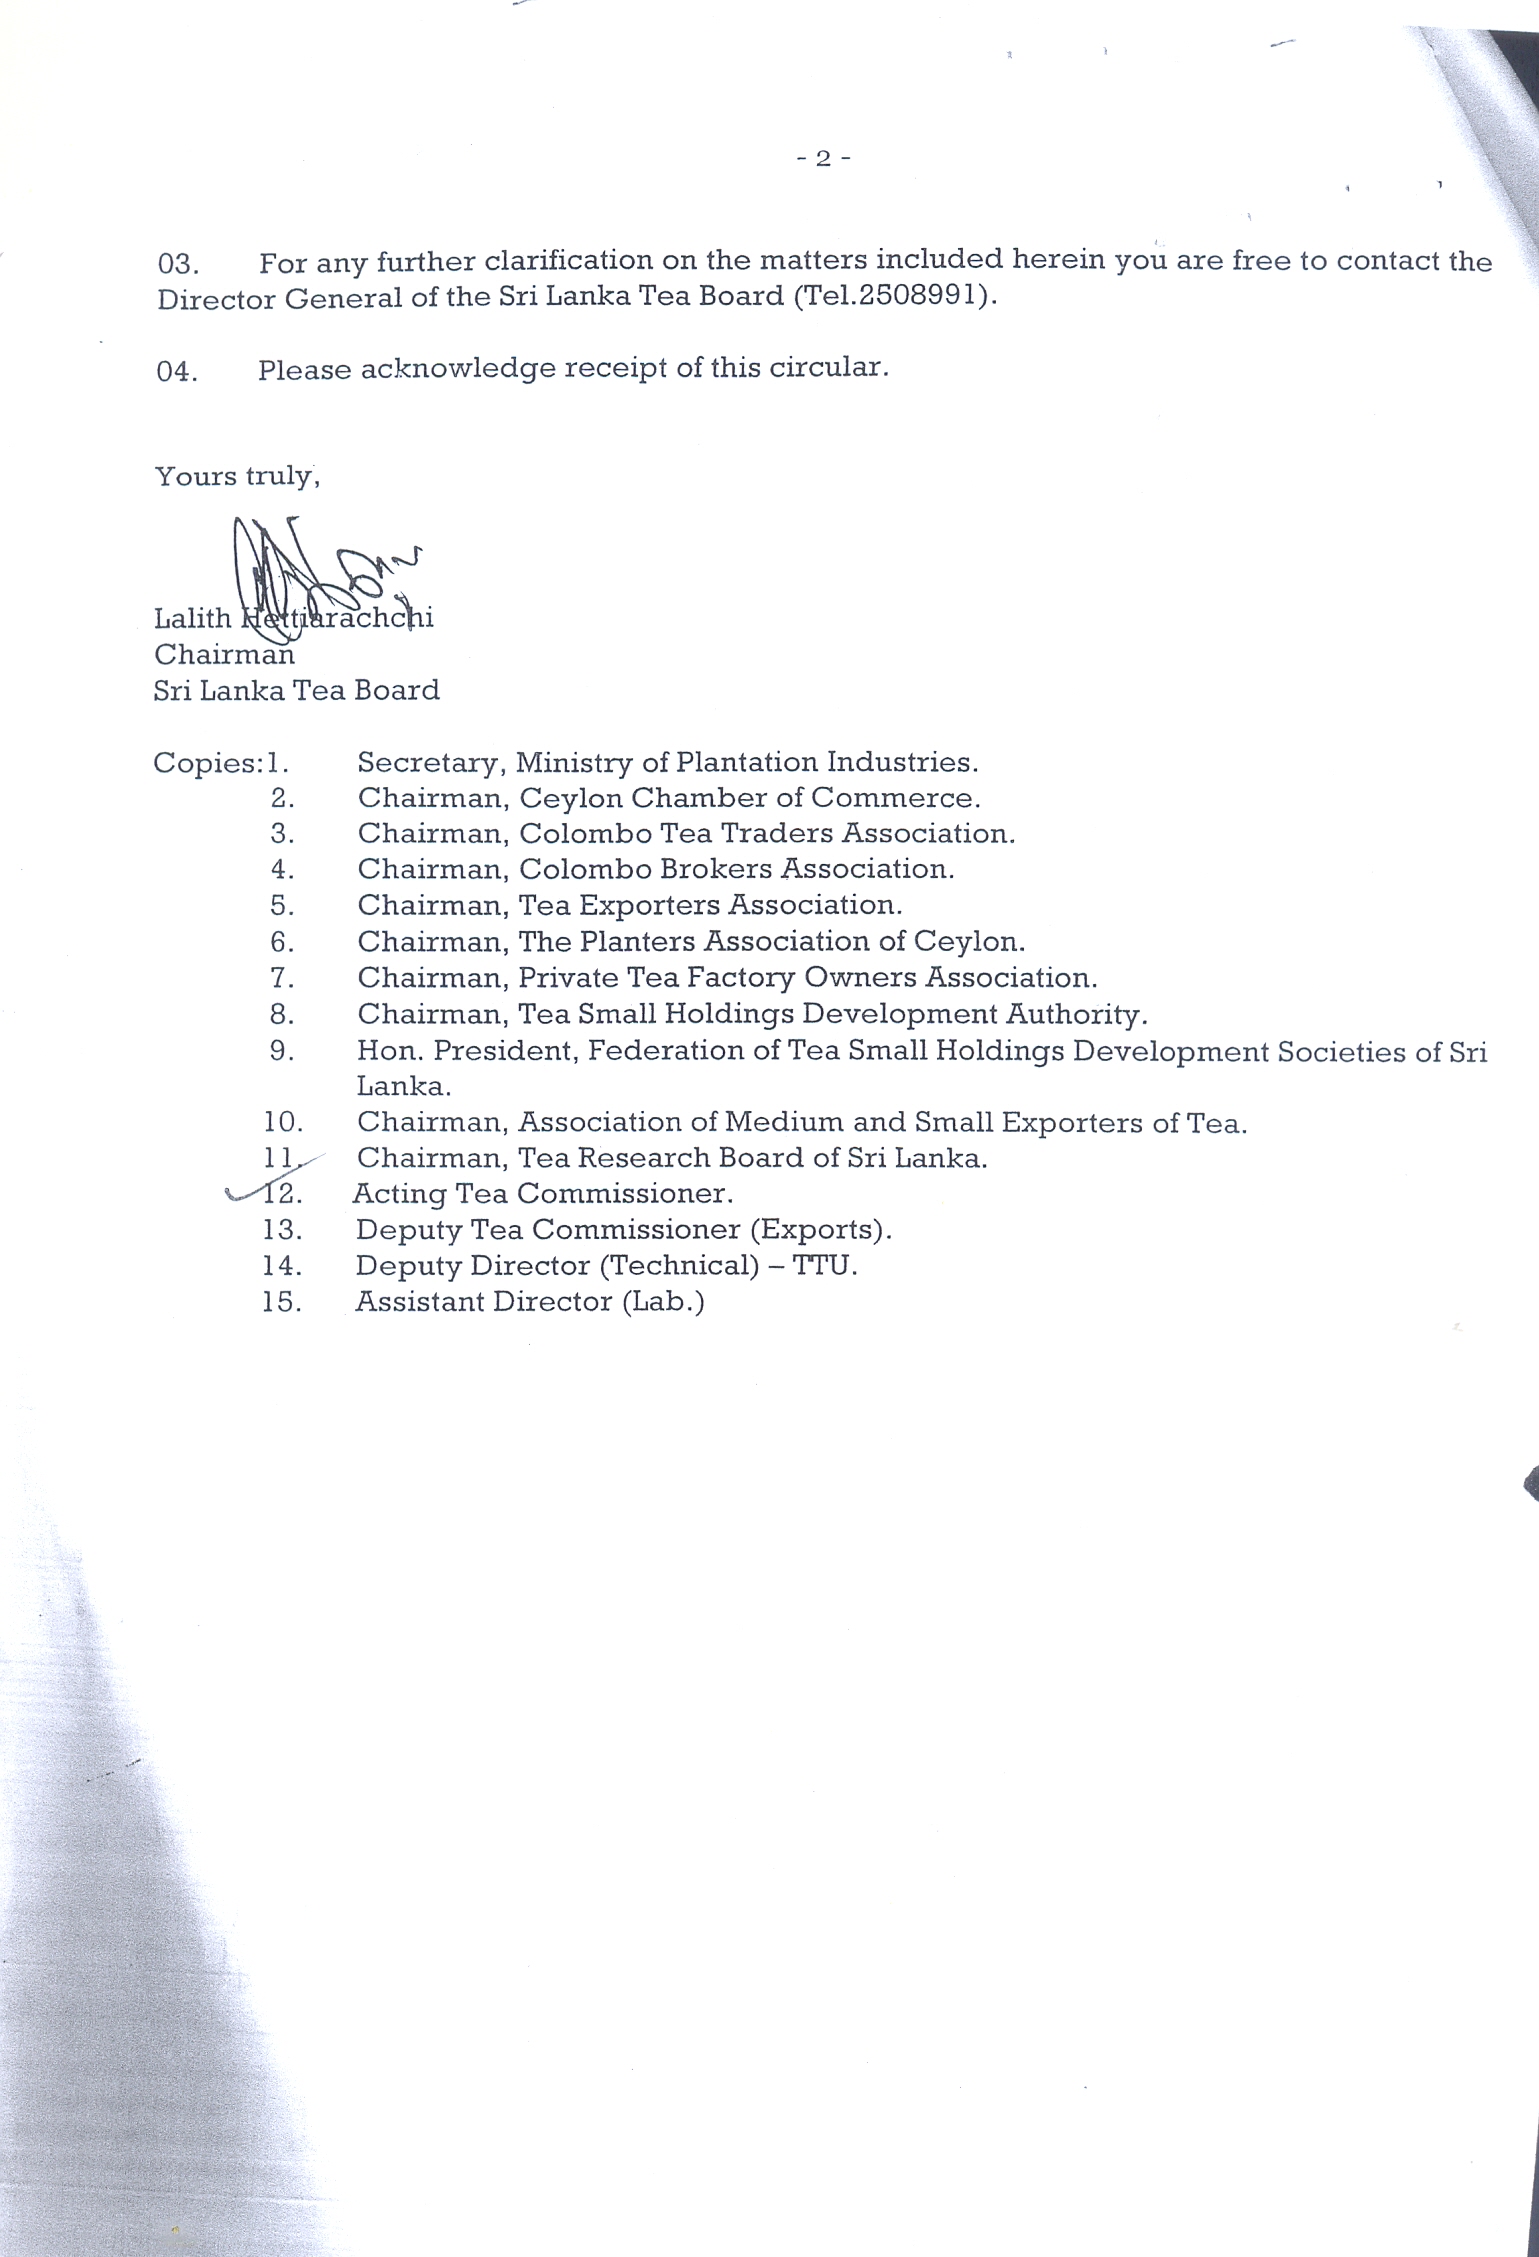 - 2 -
03. For any further clarification on the matters included herein you are free to contact the
Director General of the Sri Lanka Tea Board (Tel.2508991).
04. Please acknowledge receipt of this circular.
Yours truly,
Lalith Hettiarachchi
Chairman
Sri Lanka Tea Board
Copies:1. Secretary, Ministry of Plantation Industries.
2. Chairman, Ceylon Chamber of Commerce.
3. Chairman, Colombo Tea Traders Association.
4. Chairman, Colombo Brokers Association.
5. Chairman, Tea Exporters Association.
6. Chairman, The Planters Association of Ceylon.
7. Chairman, Private Tea Factory Owners Association.
8. Chairman, Tea Small Holdings Development Authority.
9. Hon. President, Federation of Tea Small Holdings Development Societies of Sri
Lanka.
10. Chairman, Association of Medium and Small Exporters of Tea.
11. Chairman, Tea Research Board of Sri Lanka.
12. Acting Tea Commissioner.
13. Deputy Tea Commissioner (Exports).
14. Deputy Director (Technical) – TTU.
15. Assistant Director (Lab.)